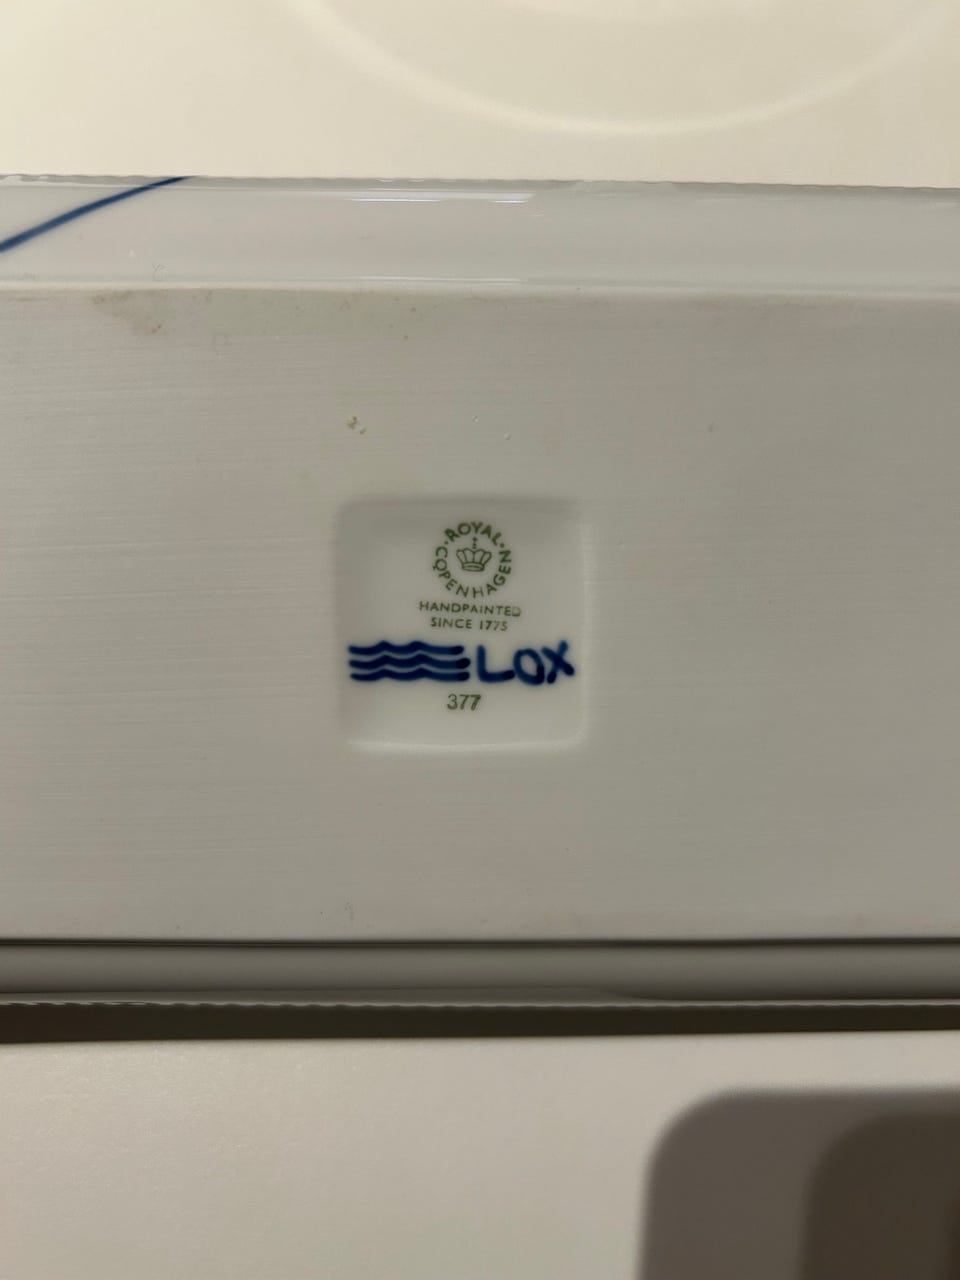 ROYAL COPENHAGEN
HANDPAINTED
SINCE 1775
LOX
377